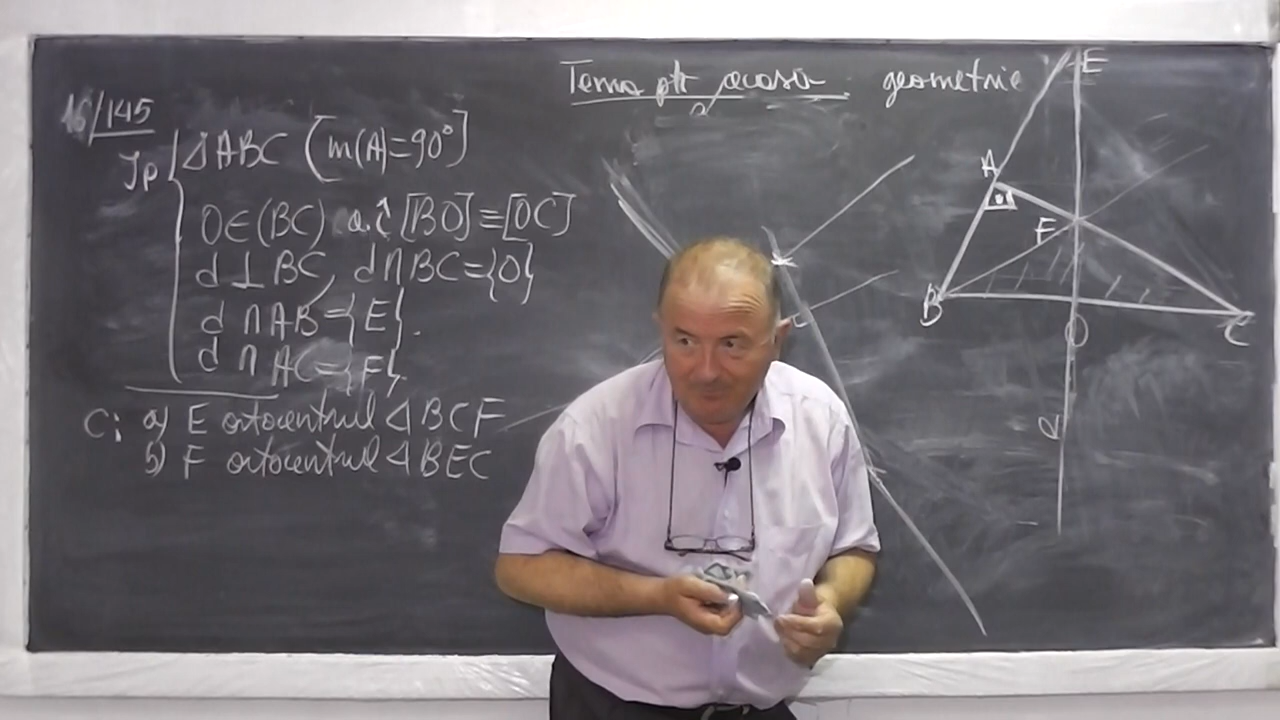 Tema ptr acasă geometrie
16/145
Ip ΔABC (m(A)=90°)
O∈(BC) a.î [BO]≡[OC]
d⊥BC, d∩BC={O}
d∩AB={E}.
d∩AC={F}.
C: a) E ortocentrul ΔBCF
b) F ortocentrul ΔBEC
E
A
F
B
O
C
d